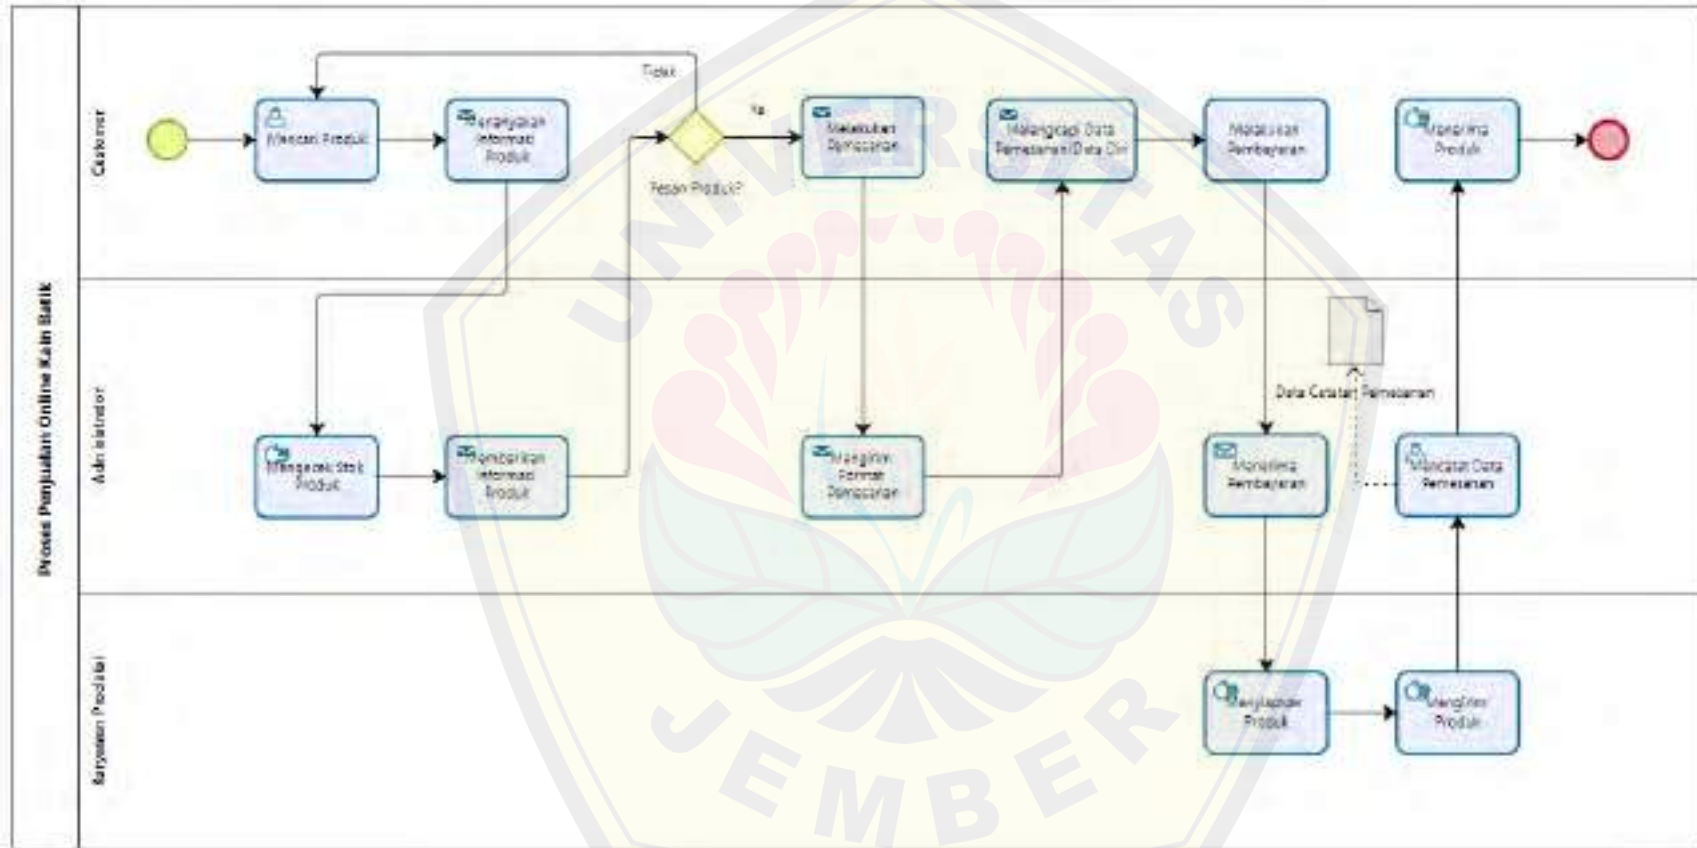 Proses Penjualan Online Kain Batik
Customer
Mencari Produk
Menanyakan
Informasi
Produk
Tidak
Ya
Pesan Produk?
Melakukan
Pemesanan
Melengkapi Data
Pemesanan/Data Diri
Melakukan
Pembayaran
Menerima
Produk
Administrator
Mengecek Stok
Produk
Memberikan
Informasi
Produk
Mengirim
Format
Pemesanan
Menerima
Pembayaran
Data Catatan Pemesanan
Mencatat Data
Pemesanan
Karyawan Produksi
Menyiapkan
Produk
Mengirim
Produk
UNIVERSITAS
JEMBER